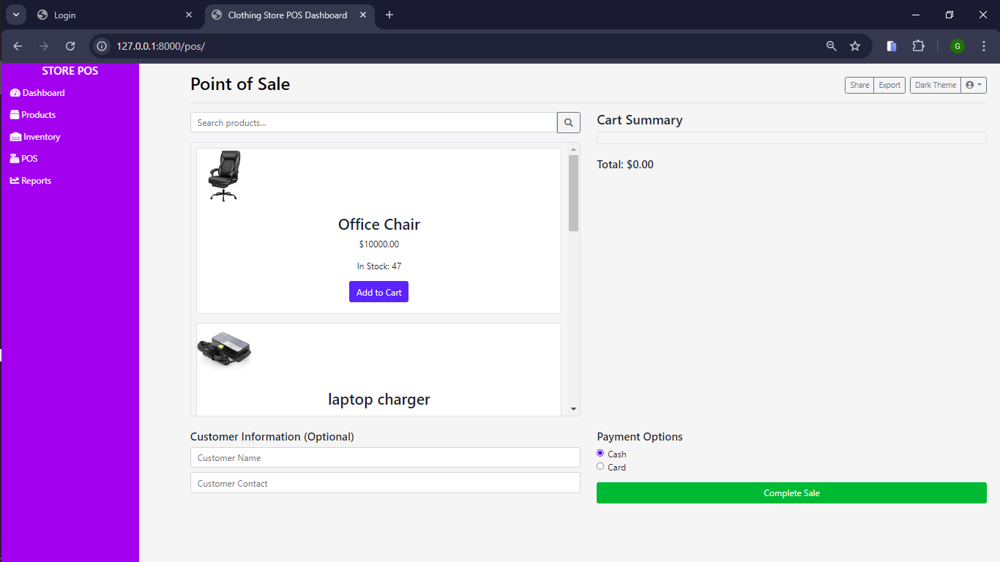 Login
Clothing Store POS Dashboard
127.0.0.1:8000/pos/
G
STORE POS
Dashboard
Products
Inventory
POS
Reports
Point of Sale
Share
Export
Dark Theme
Search products...
Office Chair
$10000.00
In Stock: 47
Add to Cart
laptop charger
Cart Summary
Total: $0.00
Customer Information (Optional)
Customer Name
Customer Contact
Payment Options
Cash
Card
Complete Sale